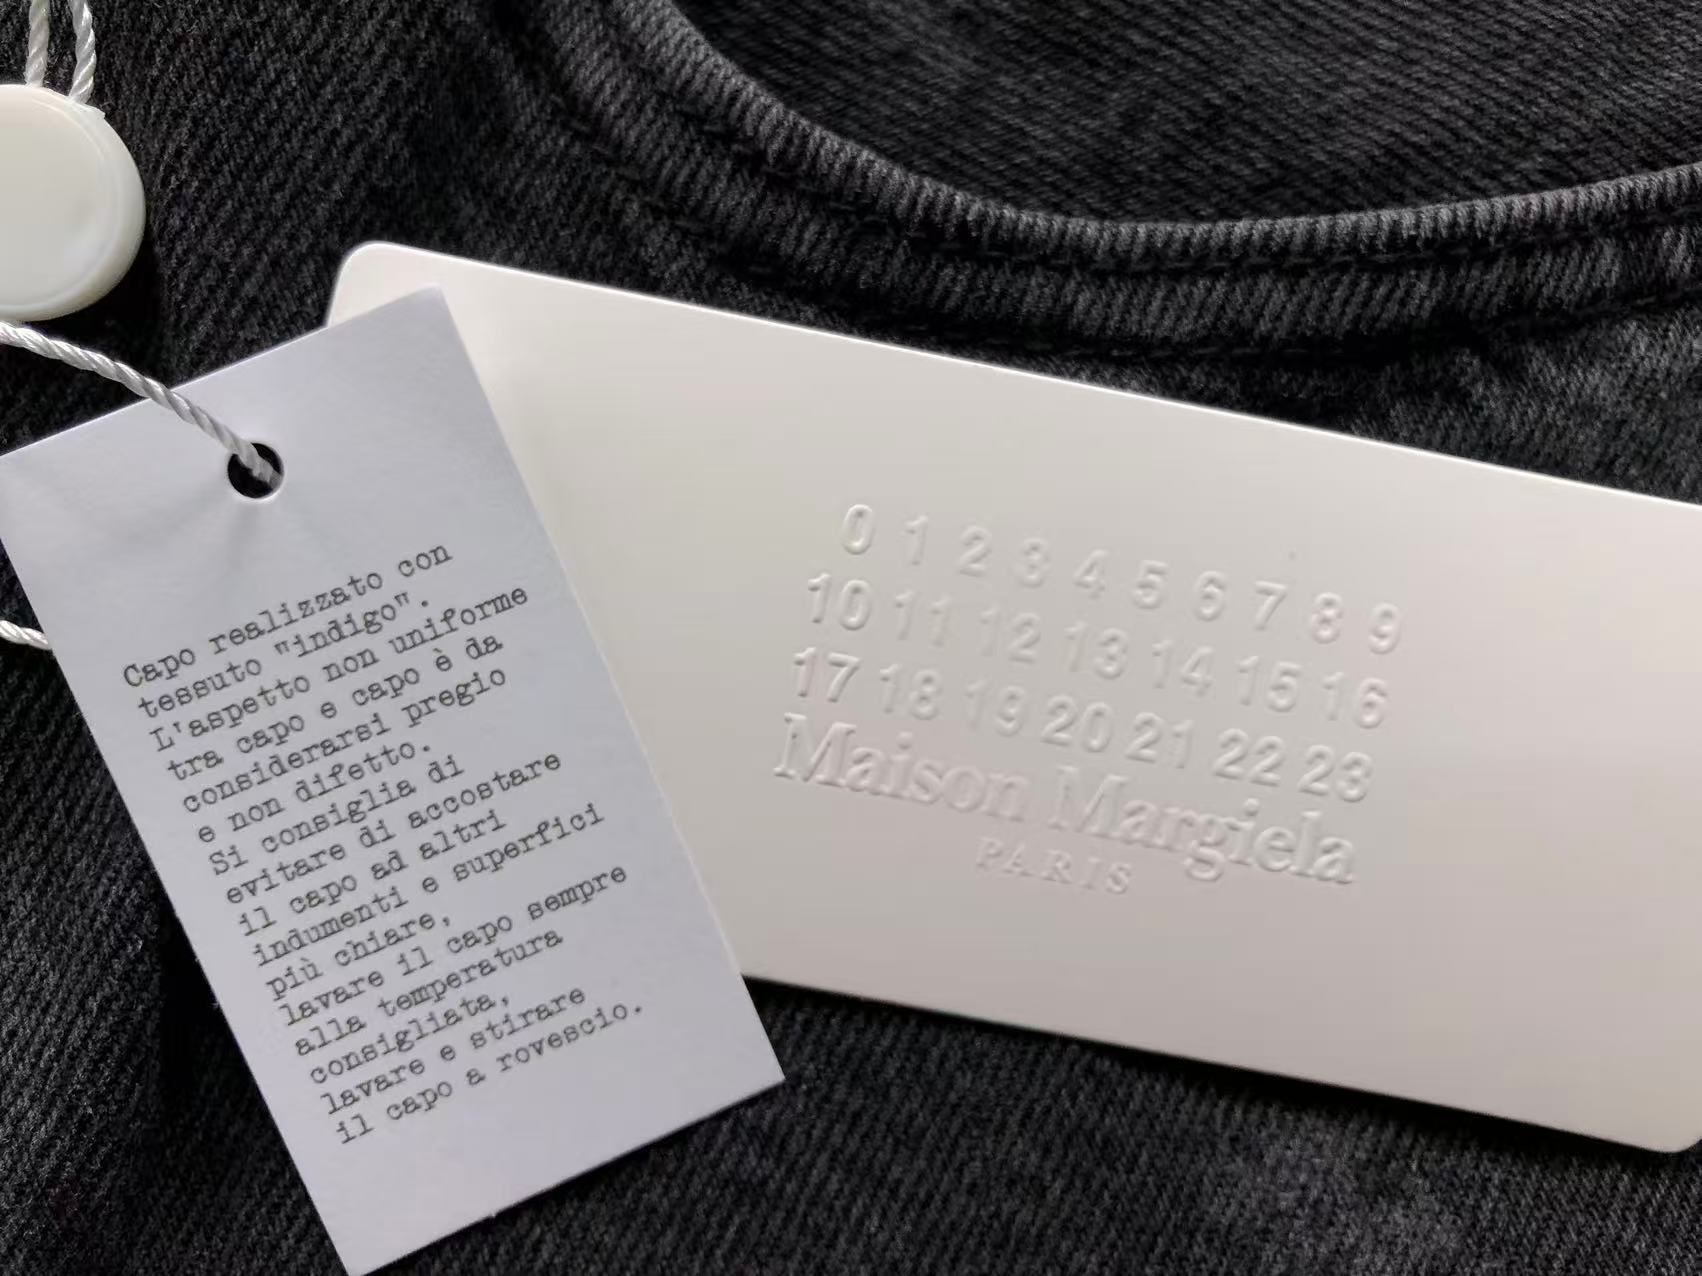 Capo realizzato con
tessuto "indigo".
L'aspetto non uniforme
tra capo e capo è da
considerarsi pregio
e non difetto.
Si consiglia di
evitare di accostare
il capo ad altri
indumenti e superfici
più chiare,
lavare il capo sempre
alla temperatura
consigliata,
lavare e stirare
il capo a rovescio.
0 1 2 3 4 5 6 7 8 9
10 11 12 13 14 15 16
17 18 19 20 21 22 23
Maison Margiela
PARIS